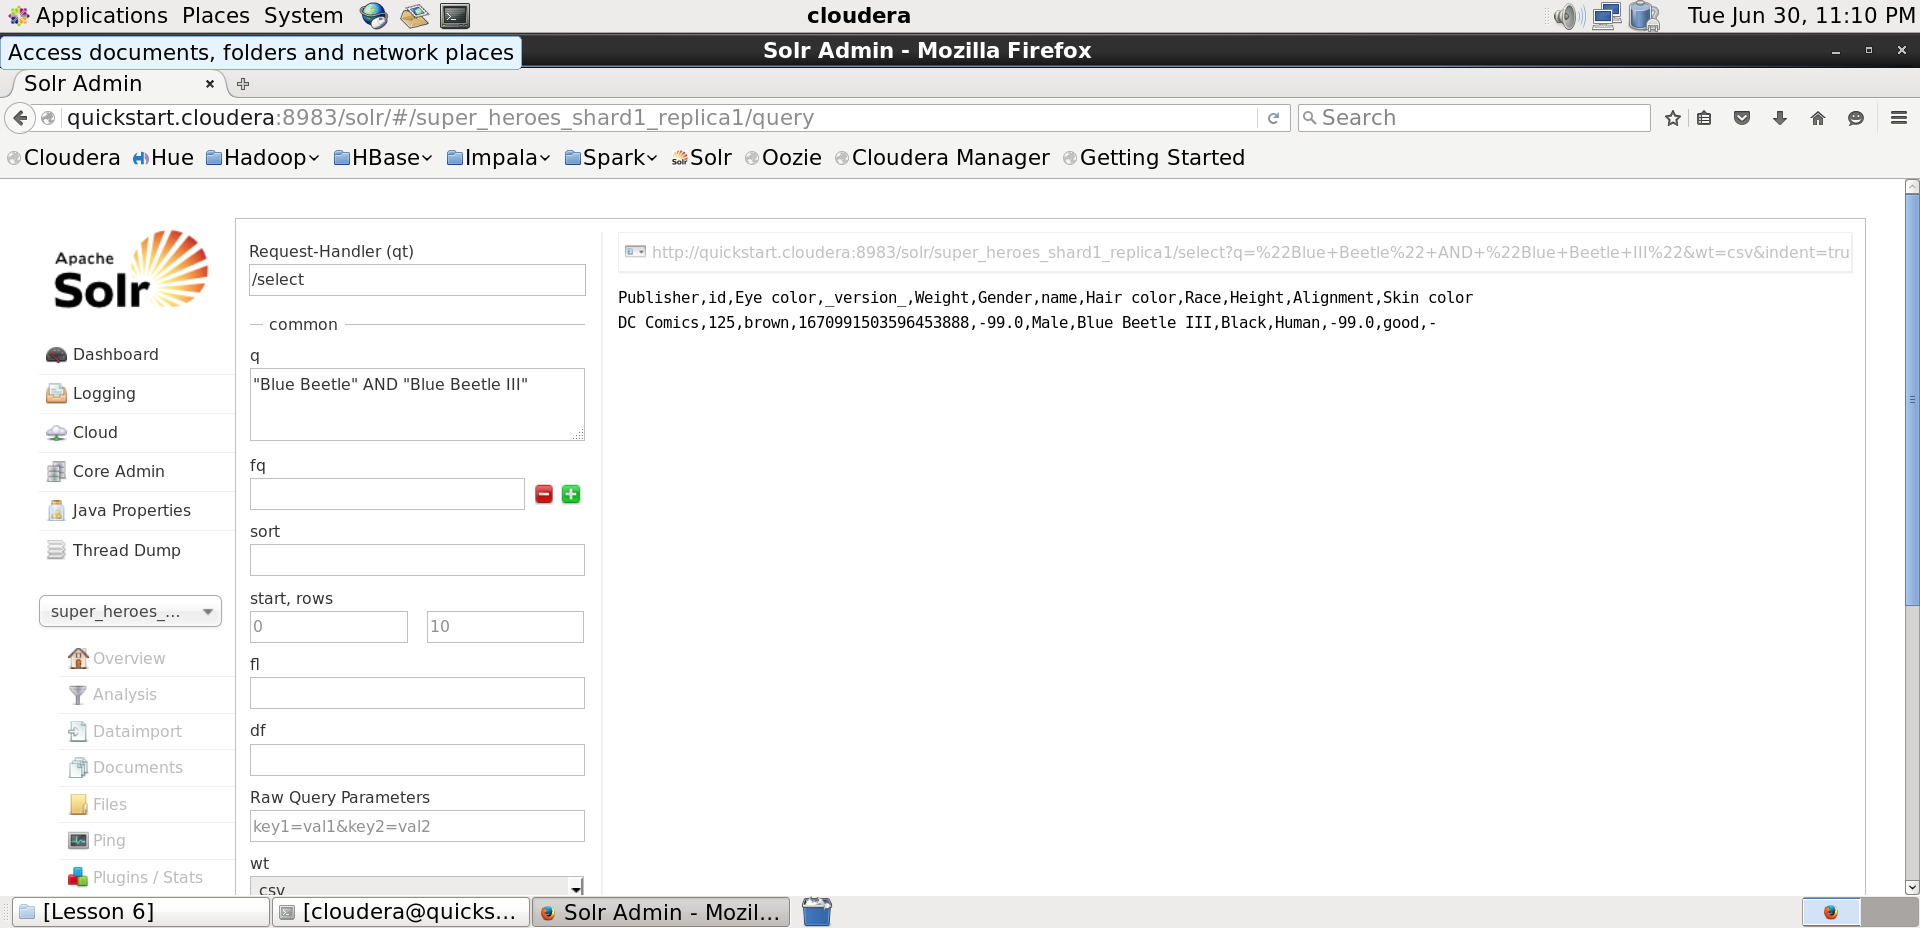 Applications Places System
cloudera
Tue Jun 30, 11:10 PM
Access documents, folders and network places
Solr Admin - Mozilla Firefox
Solr Admin
quickstart.cloudera:8983/solr/#/super_heroes_shard1_replica1/query
Search
Cloudera Hue Hadoop HBase Impala Spark Solr Oozie Cloudera Manager Getting Started
Apache
Solr
Dashboard
Logging
Cloud
Core Admin
Java Properties
Thread Dump
super_heroes_...
Overview
Analysis
Dataimport
Documents
Files
Ping
Plugins / Stats
Request-Handler (qt)
/select
common
q
"Blue Beetle" AND "Blue Beetle III"
fq
sort
start, rows
0 10
fl
df
Raw Query Parameters
key1=val1&key2=val2
wt
csv
http://quickstart.cloudera:8983/solr/super_heroes_shard1_replica1/select?q=%22Blue+Beetle%22+AND+%22Blue+Beetle+III%22&wt=csv&indent=tru
Publisher,id,Eye color,_version_,Weight,Gender,name,Hair color,Race,Height,Alignment,Skin color
DC Comics,125,brown,1670991503596453888,-99.0,Male,Blue Beetle III,Black,Human,-99.0,good,-
[Lesson 6]
[cloudera@quicks...
Solr Admin - Mozil...